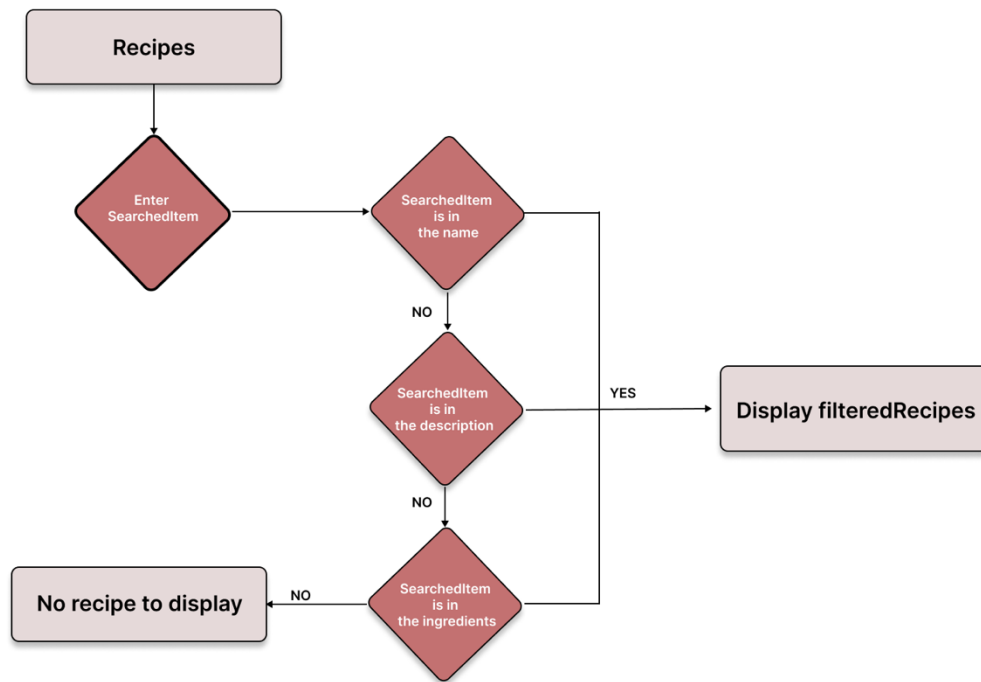 Recipes
Enter
SearchedItem
SearchedItem
is in
the name
NO
SearchedItem
is in
the description
YES
Display filteredRecipes
NO
SearchedItem
is in
the ingredients
NO
No recipe to display